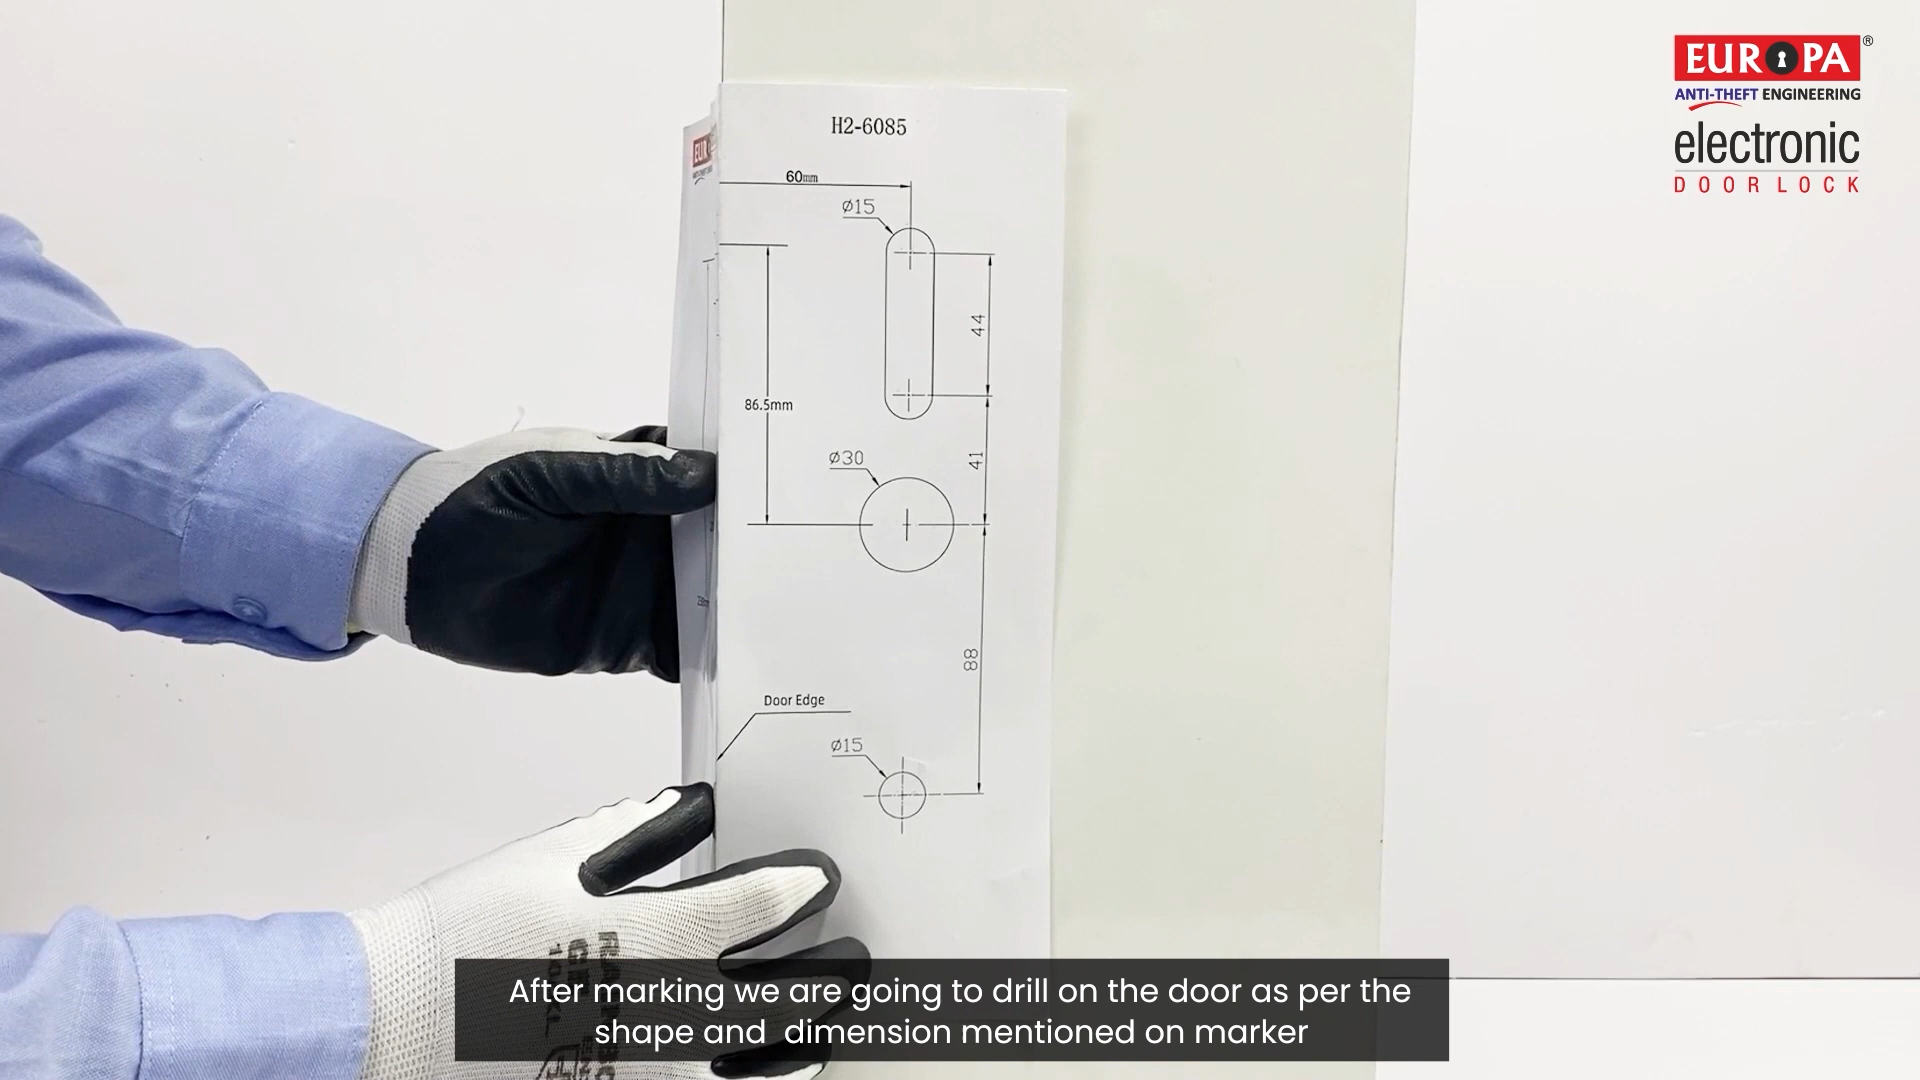 EUROPA®
ANTI-THEFT ENGINEERING
electronic
DOOR LOCK
EUR
H2-6085
60mm
Ø15
44
86.5mm
Ø30
41
88
Door Edge
Ø15
After marking we are going to drill on the door as per the
shape and dimension mentioned on marker